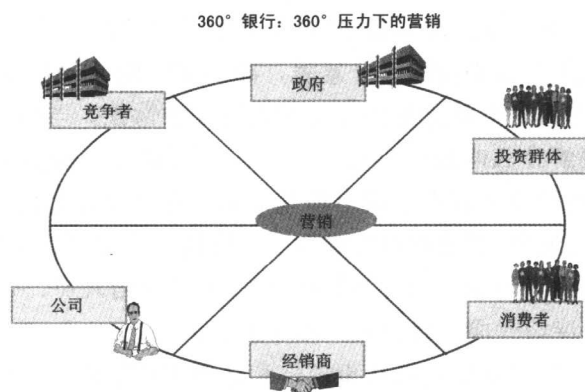 360°银行：360°压力下的营销
政府
竞争者
投资群体
营销
公司
消费者
经销商